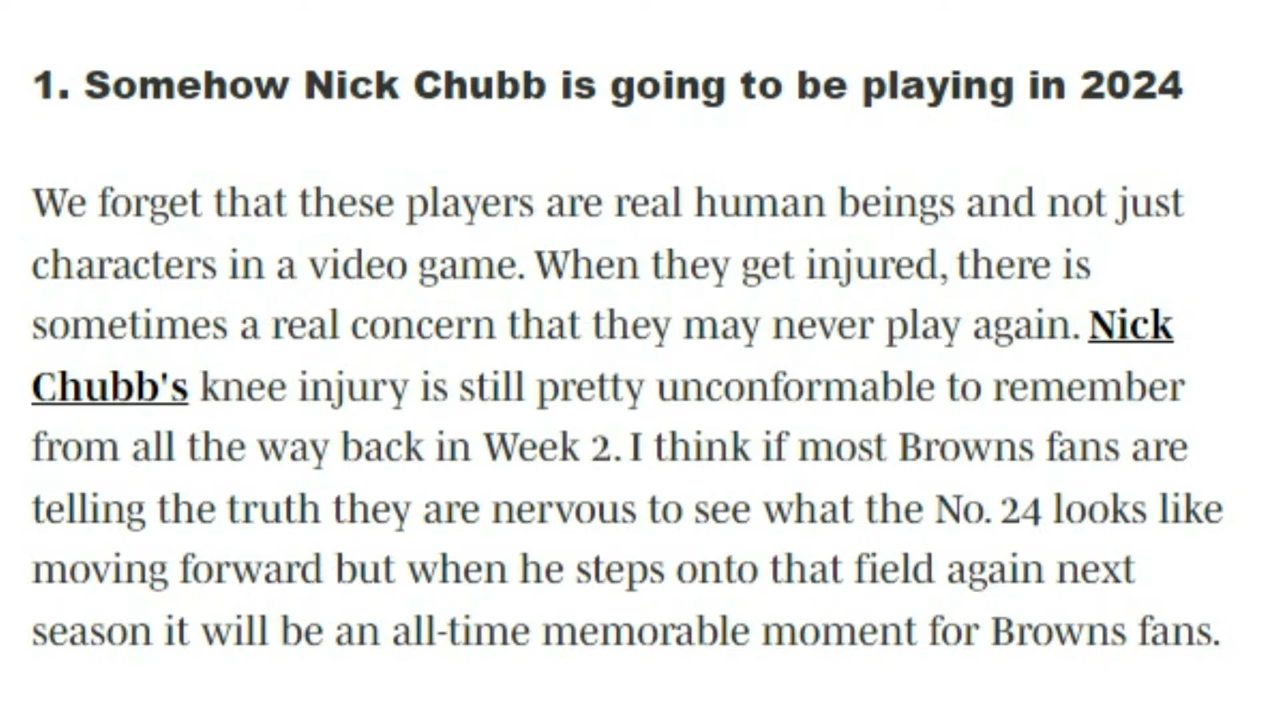 1. Somehow Nick Chubb is going to be playing in 2024
We forget that these players are real human beings and not just
characters in a video game. When they get injured, there is
sometimes a real concern that they may never play again. Nick
Chubb's knee injury is still pretty unconformable to remember
from all the way back in Week 2. I think if most Browns fans are
telling the truth they are nervous to see what the No. 24 looks like
moving forward but when he steps onto that field again next
season it will be an all-time memorable moment for Browns fans.